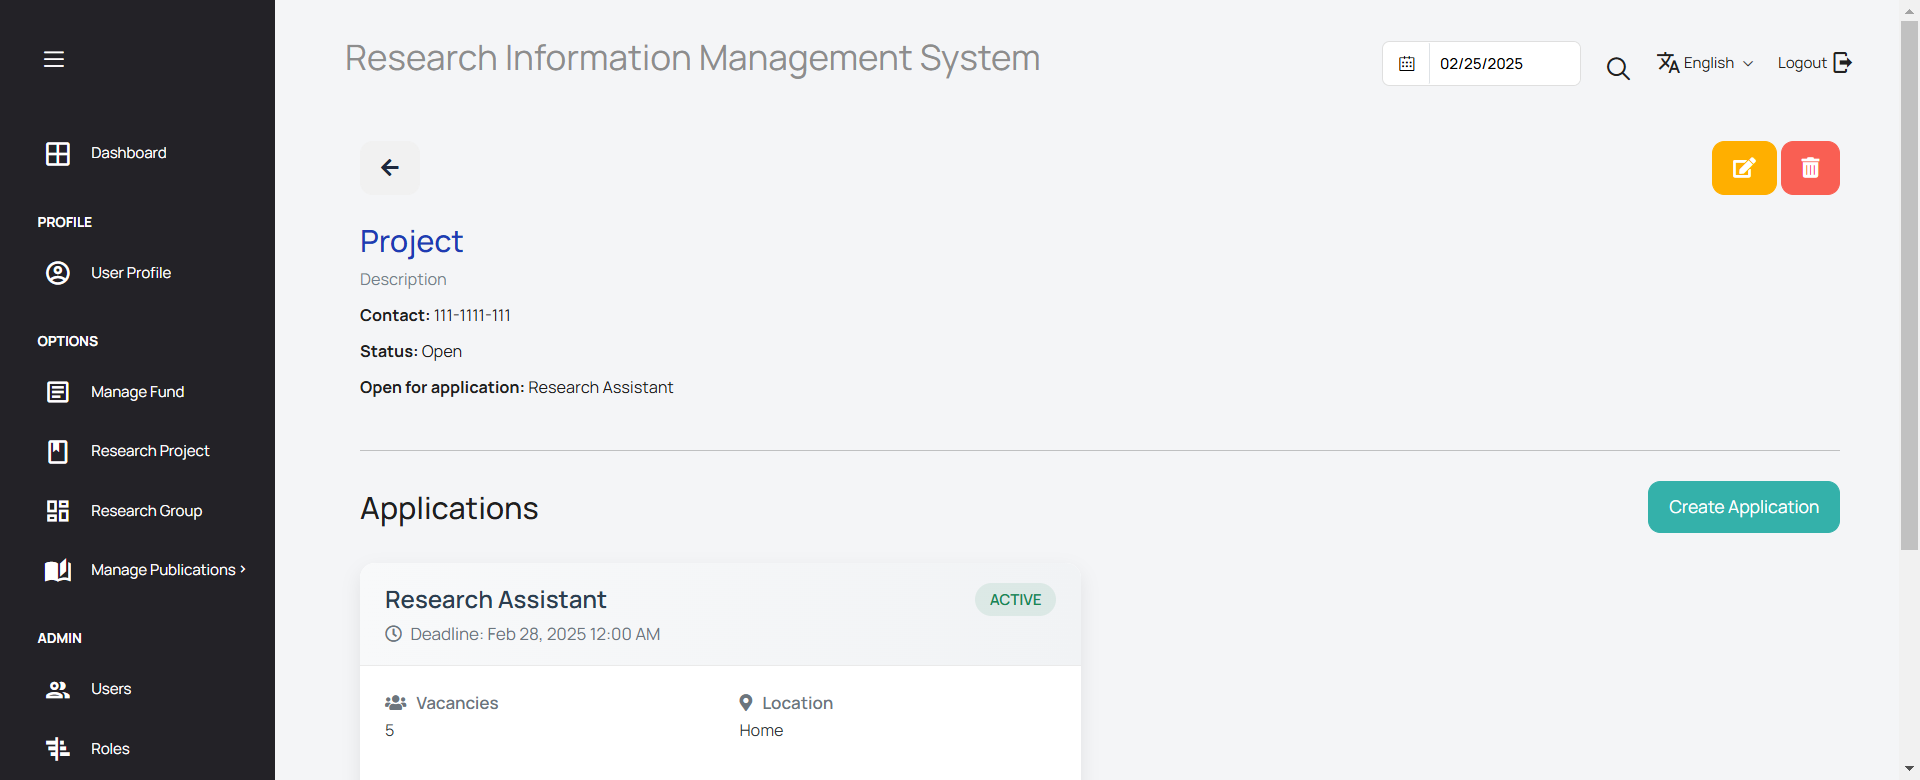 Research Information Management System
02/25/2025
English
Logout
Dashboard
PROFILE
User Profile
OPTIONS
Manage Fund
Research Project
Research Group
Manage Publications
ADMIN
Users
Roles
Project
Description
Contact: 111-1111-111
Status: Open
Open for application: Research Assistant
Applications
Create Application
Research Assistant
ACTIVE
Deadline: Feb 28, 2025 12:00 AM
Vacancies
5
Location
Home